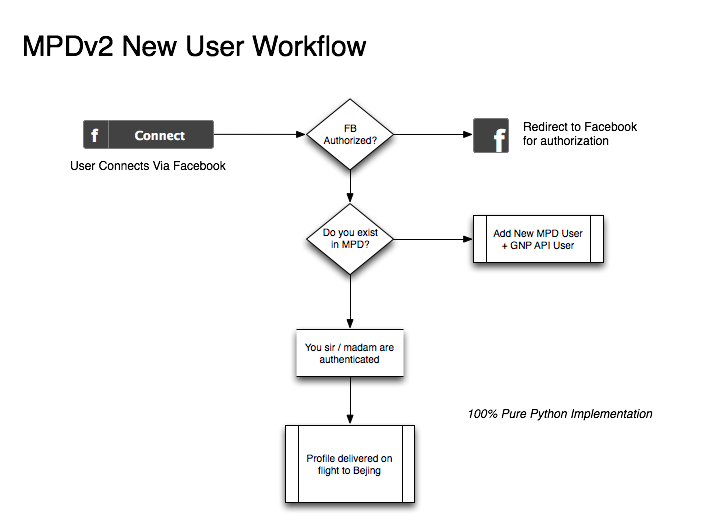 MPDv2 New User Workflow
f Connect
User Connects Via Facebook
FB
Authorized?
f
Redirect to Facebook
for authorization
Do you exist
in MPD?
Add New MPD User
+ GNP API User
You sir / madam are
authenticated
100% Pure Python Implementation
Profile delivered on
flight to Bejing